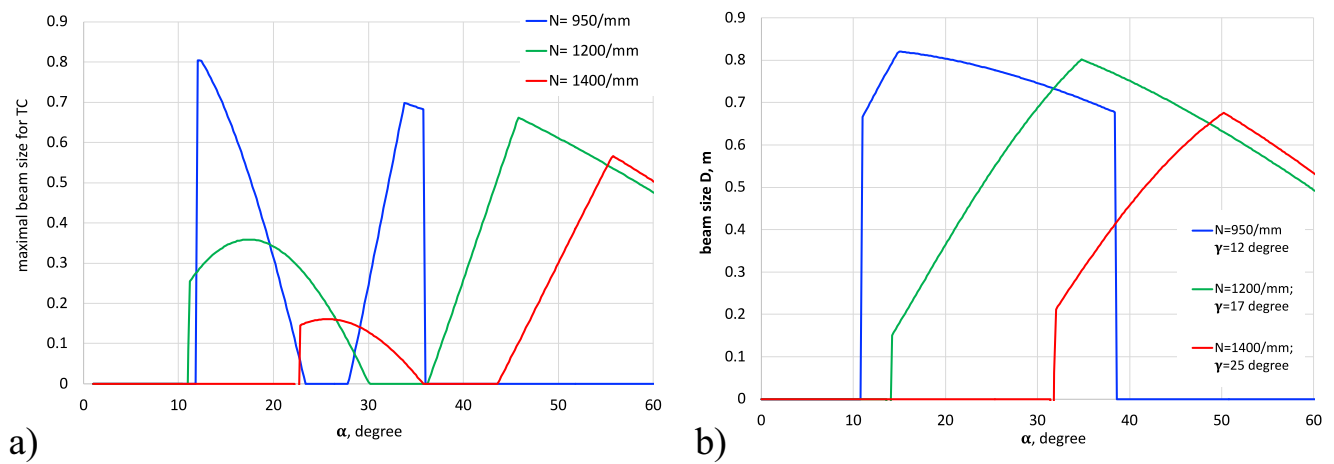 0.9
0.8
0.7
0.6
0.5
0.4
0.3
0.2
0.1
0
maximal beam size for TC
N= 950/mm
N= 1200/mm
N= 1400/mm
0 10 20 30 40 50 60
α, degree
a)
0.9
0.8
0.7
0.6
0.5
0.4
0.3
0.2
0.1
0
beam size D, m
N=950/mm
γ=12 degree
N=1200/mm;
γ=17 degree
N=1400/mm;
γ=25 degree
0 10 20 30 40 50 60
α, degree
b)